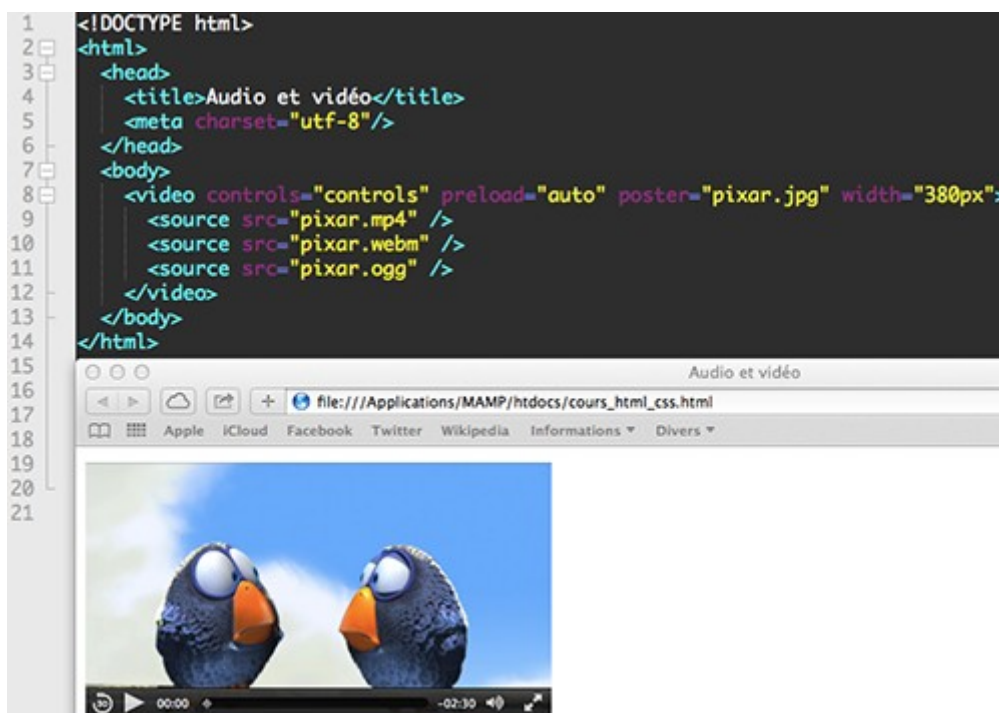 1 <!DOCTYPE html>
2 <html>
3 <head>
4 <title>Audio et vidéo</title>
5 <meta charset="utf-8"/>
6 </head>
7 <body>
8 <video controls="controls" preload="auto" poster="pixar.jpg" width="380px">
9 <source src="pixar.mp4" />
10 <source src="pixar.webm" />
11 <source src="pixar.ogg" />
12 </video>
13 </body>
14 </html>
15
Audio et vidéo
16
file:///Applications/MAMP/htdocs/cours_html_css.html
17
18
Apple iCloud Facebook Twitter Wikipedia Informations Divers
19
20
21
30 00:00 -02:30